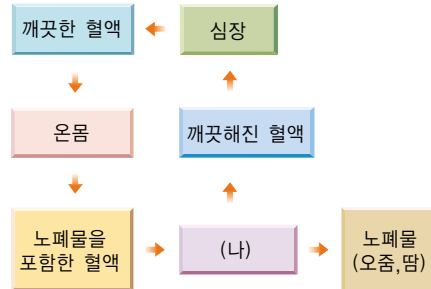 깨끗한 혈액
심장
온몸
깨끗해진 혈액
노폐물을
포함한 혈액
(나)
노폐물
(오줌,땀)